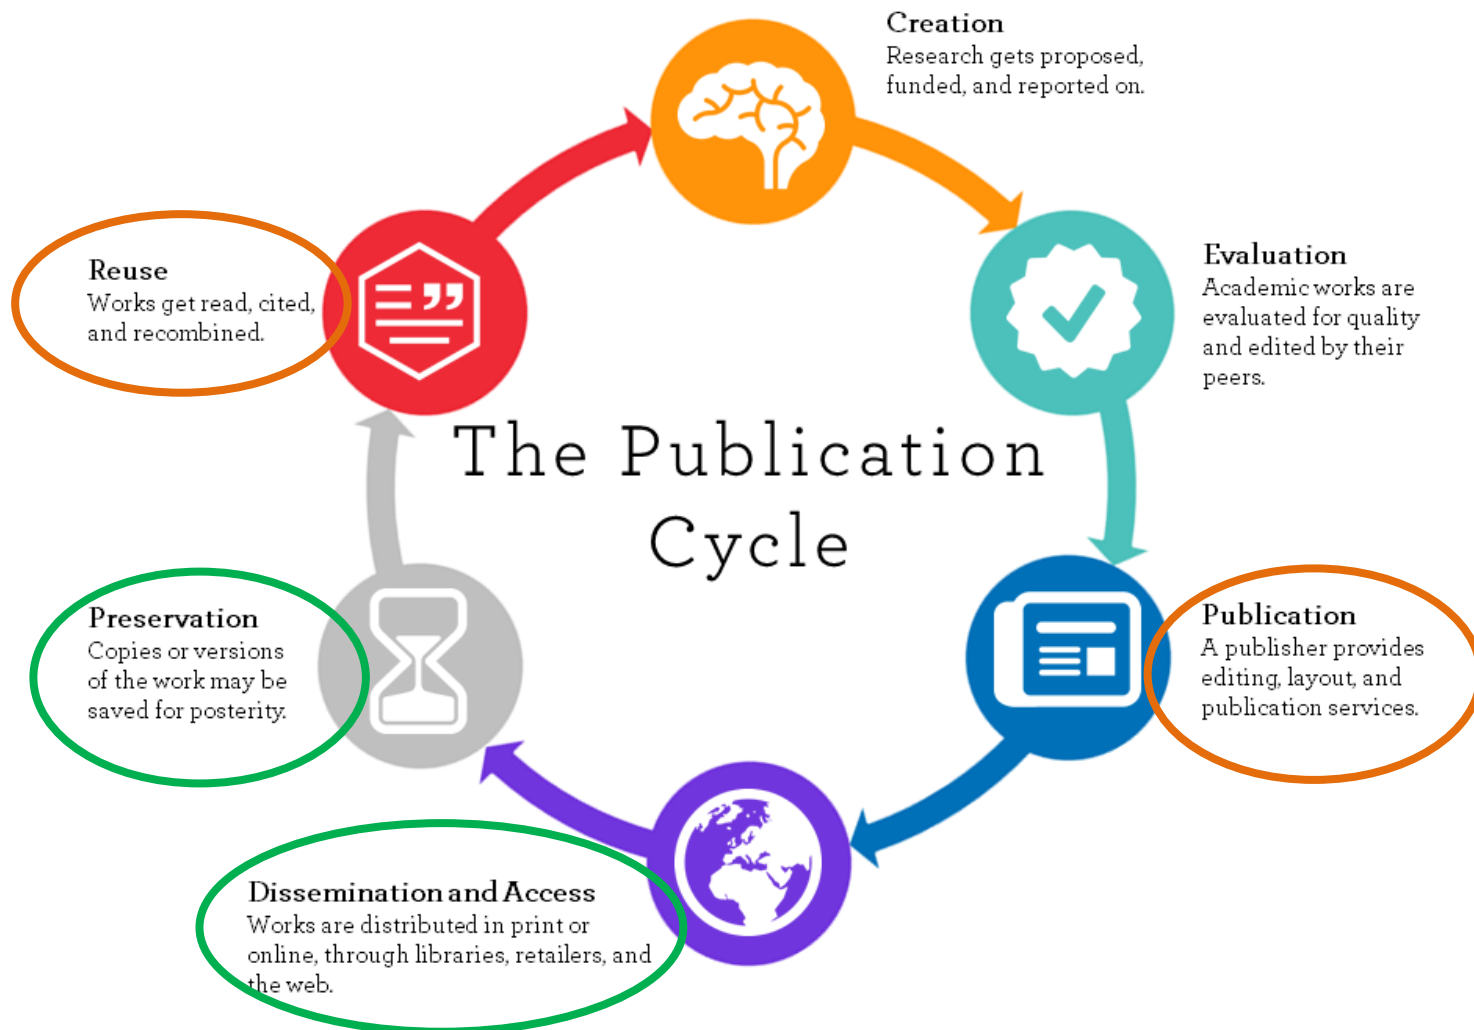 Creation
Research gets proposed,
funded, and reported on.
Evaluation
Academic works are
evaluated for quality
and edited by their
peers.
Publication
A publisher provides
editing, layout, and
publication services.
Dissemination and Access
Works are distributed in print or
online, through libraries, retailers, and
the web.
Preservation
Copies or versions
of the work may be
saved for posterity.
Reuse
Works get read, cited,
and recombined.
The Publication
Cycle